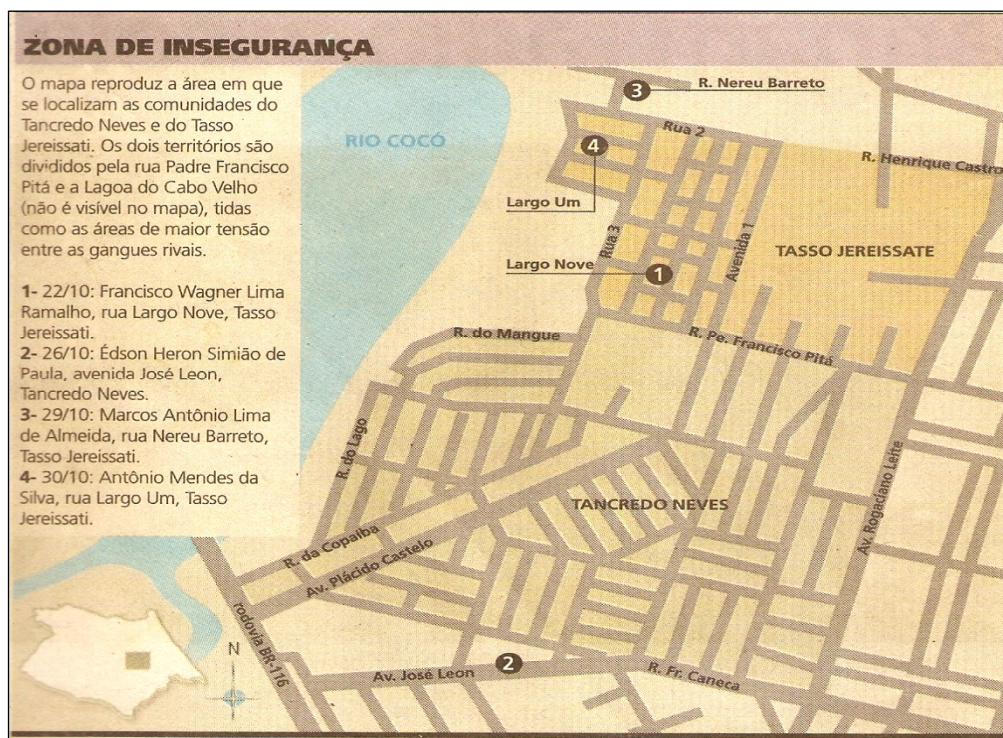 ZONA DE INSEGURANÇA
O mapa reproduz a área em que
se localizam as comunidades do
Tancredo Neves e do Tasso
Jereissati. Os dois territórios são
divididos pela rua Padre Francisco
Pitá e a Lagoa do Cabo Velho
(não é visível no mapa), tidas
como as áreas de maior tensão
entre as gangues rivais.
1- 22/10: Francisco Wagner Lima
Ramalho, rua Largo Nove, Tasso
Jereissati.
2- 26/10: Édson Heron Simião de
Paula, avenida José Leon,
Tancredo Neves.
3- 29/10: Marcos Antônio Lima
de Almeida, rua Nereu Barreto,
Tasso Jereissati.
4- 30/10: Antônio Mendes da
Silva, rua Largo Um, Tasso
Jereissati.
RIO COCÓ
3
R. Nereu Barreto
Rua 2
4
R. Henrique Castro
Largo Um
Rua 3
Avenida 1
TASSO JEREISSATE
Largo Nove
1
R. do Mangue
R. Pe. Francisco Pitá
R. do Lago
TANCREDO NEVES
Av. Rogaciano Leite
R. da Copaíba
Av. Plácido Castelo
rodovia BR-116
N
2
Av. José Leon
R. Fr. Caneca